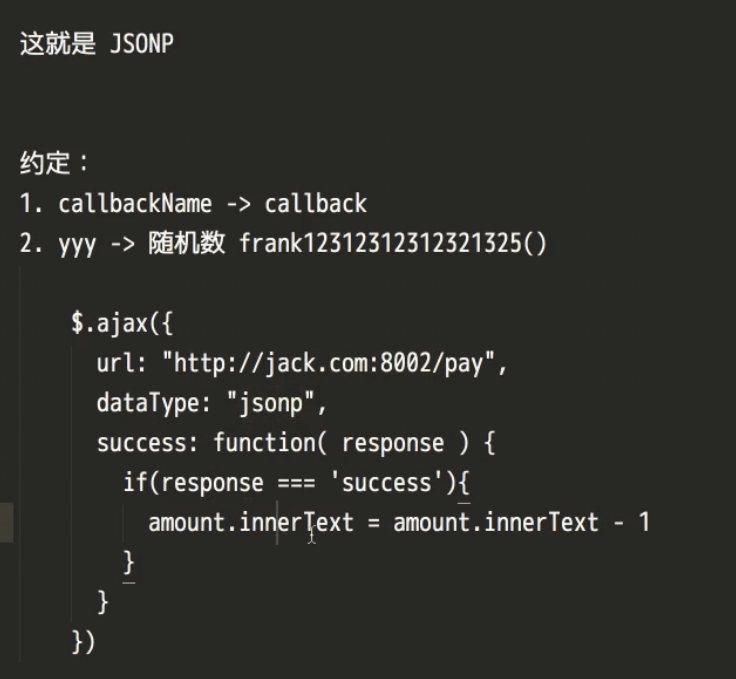 这就是 JSONP
约定：
1. callbackName -> callback
2. yyy -> 随机数 frank12312312312321325()
$.ajax({
url: "http://jack.com:8002/pay",
dataType: "jsonp",
success: function( response ) {
if(response === 'success'){
amount.innerText = amount.innerText - 1
}
}
})